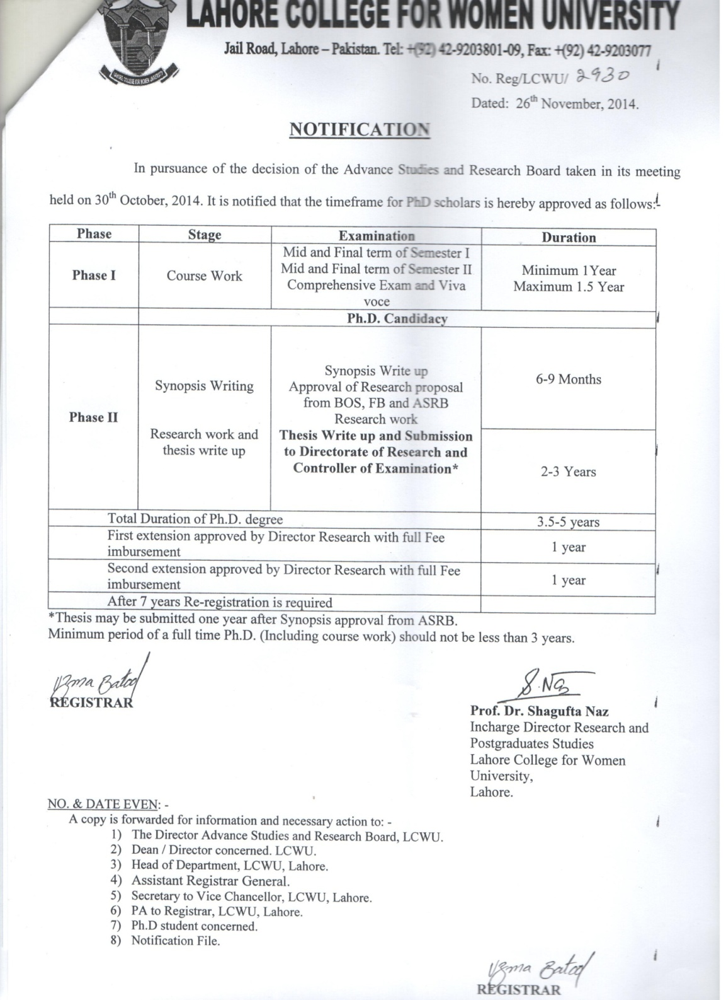 LAHORE COLLEGE FOR WOMEN UNIVERSITY
LAHORE COLLEGE FOR WOMEN UNIVERSITY
Jail Road, Lahore – Pakistan. Tel: +(92) 42-9203801-09, Fax: +(92) 42-9203077
No. Reg/LCWU/ 2930
Dated: 26th November, 2014.
NOTIFICATION
In pursuance of the decision of the Advance Studies and Research Board taken in its meeting
held on 30th October, 2014. It is notified that the timeframe for PhD scholars is hereby approved as follows:-
Phase Stage Examination Duration
Phase I
Course Work
Mid and Final term of Semester I
Mid and Final term of Semester II
Comprehensive Exam and Viva
voce
Minimum 1Year
Maximum 1.5 Year
Ph.D. Candidacy
Phase II
Synopsis Writing
Research work and
thesis write up
Synopsis Write up
Approval of Research proposal
from BOS, FB and ASRB
Research work
Thesis Write up and Submission
to Directorate of Research and
Controller of Examination*
6-9 Months
2-3 Years
Total Duration of Ph.D. degree 3.5-5 years
First extension approved by Director Research with full Fee
imbursement
1 year
Second extension approved by Director Research with full Fee
imbursement
1 year
After 7 years Re-registration is required
*Thesis may be submitted one year after Synopsis approval from ASRB.
Minimum period of a full time Ph.D. (Including course work) should not be less than 3 years.
Uzma Batool
REGISTRAR
S. Naz
Prof. Dr. Shagufta Naz
Incharge Director Research and
Postgraduates Studies
Lahore College for Women
University,
Lahore.
NO. & DATE EVEN: -
A copy is forwarded for information and necessary action to: -
1) The Director Advance Studies and Research Board, LCWU.
2) Dean / Director concerned. LCWU.
3) Head of Department, LCWU, Lahore.
4) Assistant Registrar General.
5) Secretary to Vice Chancellor, LCWU, Lahore.
6) PA to Registrar, LCWU, Lahore.
7) Ph.D student concerned.
8) Notification File.
Uzma Batool
REGISTRAR